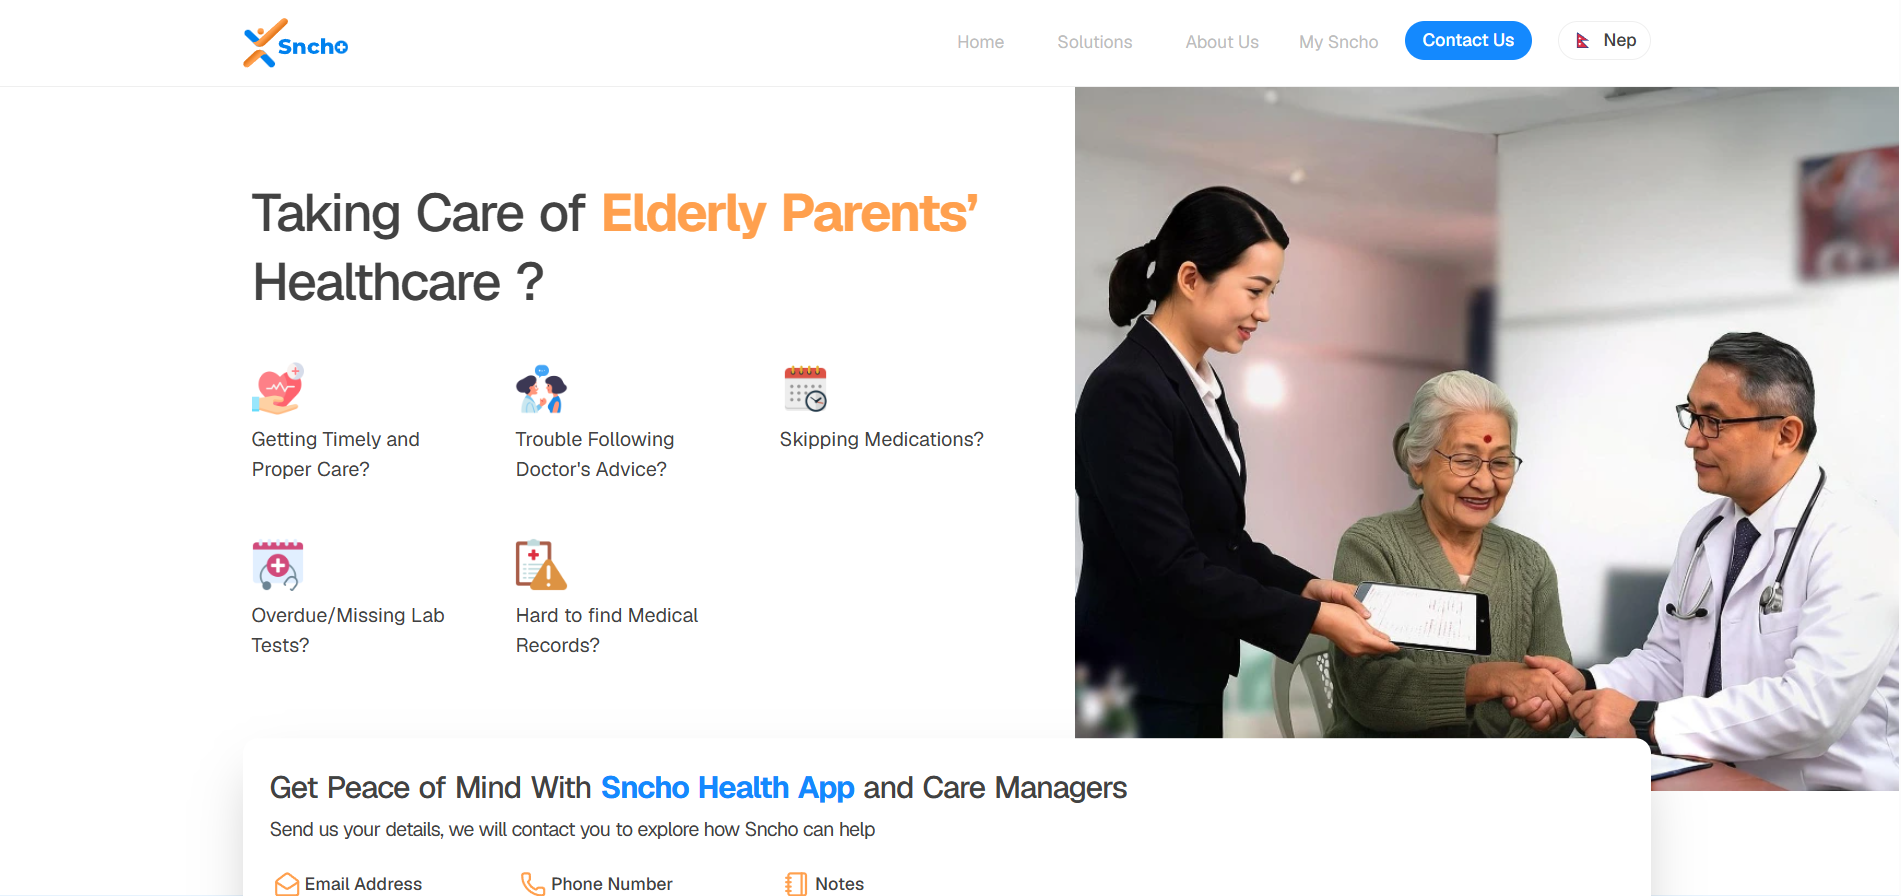 Sncho
Home
Solutions
About Us
My Sncho
Contact Us
Nep
Taking Care of Elderly Parents’
Healthcare ?
Getting Timely and
Proper Care?
Trouble Following
Doctor's Advice?
Skipping Medications?
Overdue/Missing Lab
Tests?
Hard to find Medical
Records?
Get Peace of Mind With Sncho Health App and Care Managers
Send us your details, we will contact you to explore how Sncho can help
Email Address
Phone Number
Notes